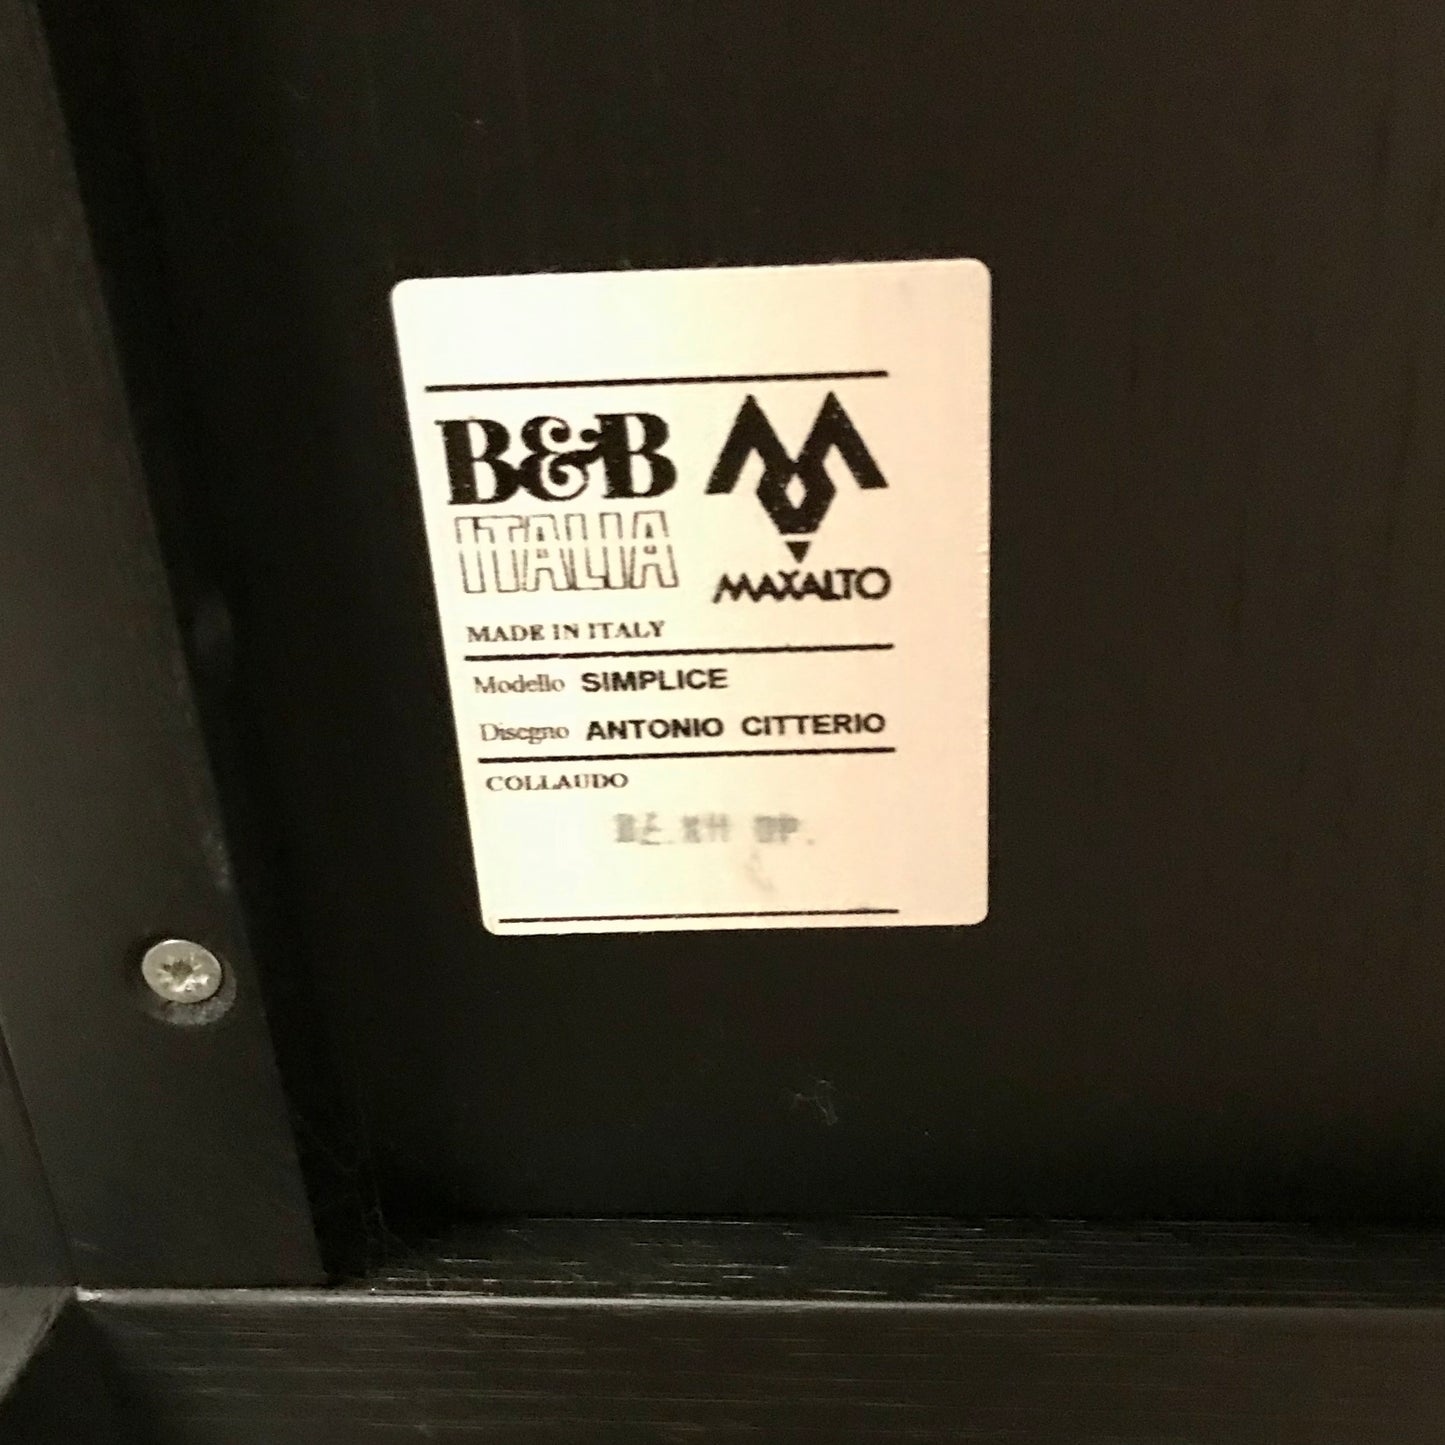 B&B
ITALIA
MAXALTO
MADE IN ITALY
Modello SIMPLICE
Disegno ANTONIO CITTERIO
COLLAUDO